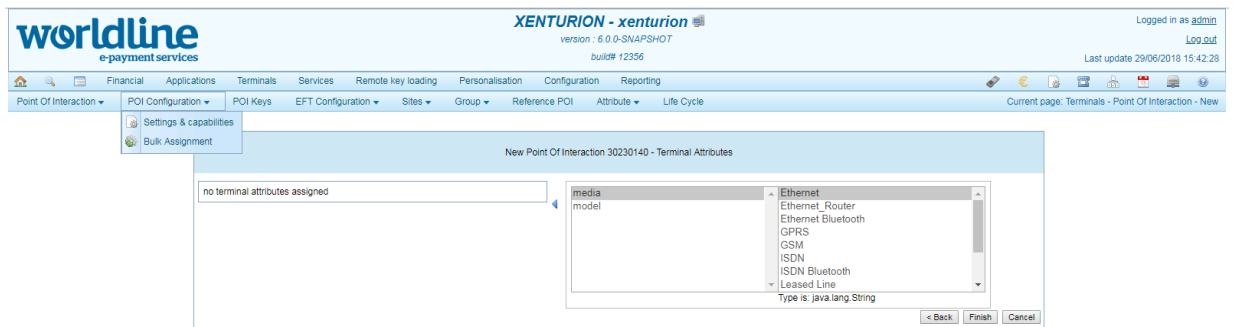 worldline
e-payment services
XENTURION - xenturion
version : 6.0.0-SNAPSHOT
build# 12356
Logged in as admin
Log out
Last update 29/06/2018 15:42:28
Financial Applications Terminals Services Remote key loading Personalisation Configuration Reporting
Point Of Interaction POI Configuration POI Keys EFT Configuration Sites Group Reference POI Attribute Life Cycle Current page: Terminals - Point Of Interaction - New
Settings & capabilities
Bulk Assignment
New Point Of Interaction 30230140 - Terminal Attributes
no terminal attributes assigned
media
model
Ethernet
Ethernet_Router
Ethernet Bluetooth
GPRS
GSM
ISDN
ISDN Bluetooth
Leased Line
Type is: java.lang.String
< Back Finish Cancel